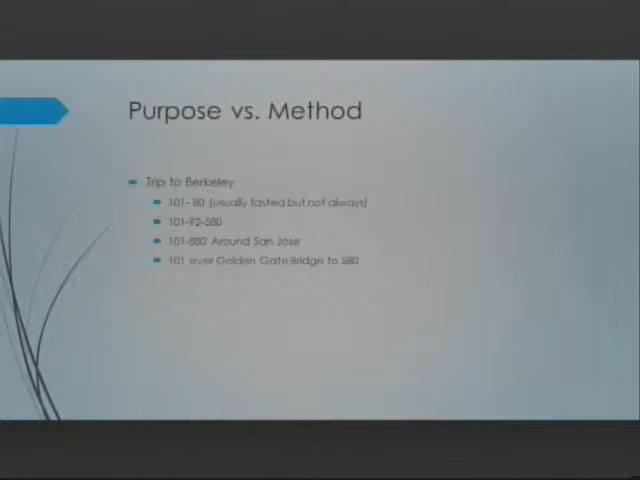 Purpose vs. Method
Trip to Berkeley
101- 80 (usually fasted but not always)
101-92-580
101-880 Around San Jose
101 over Golden Gate Bridge to 580